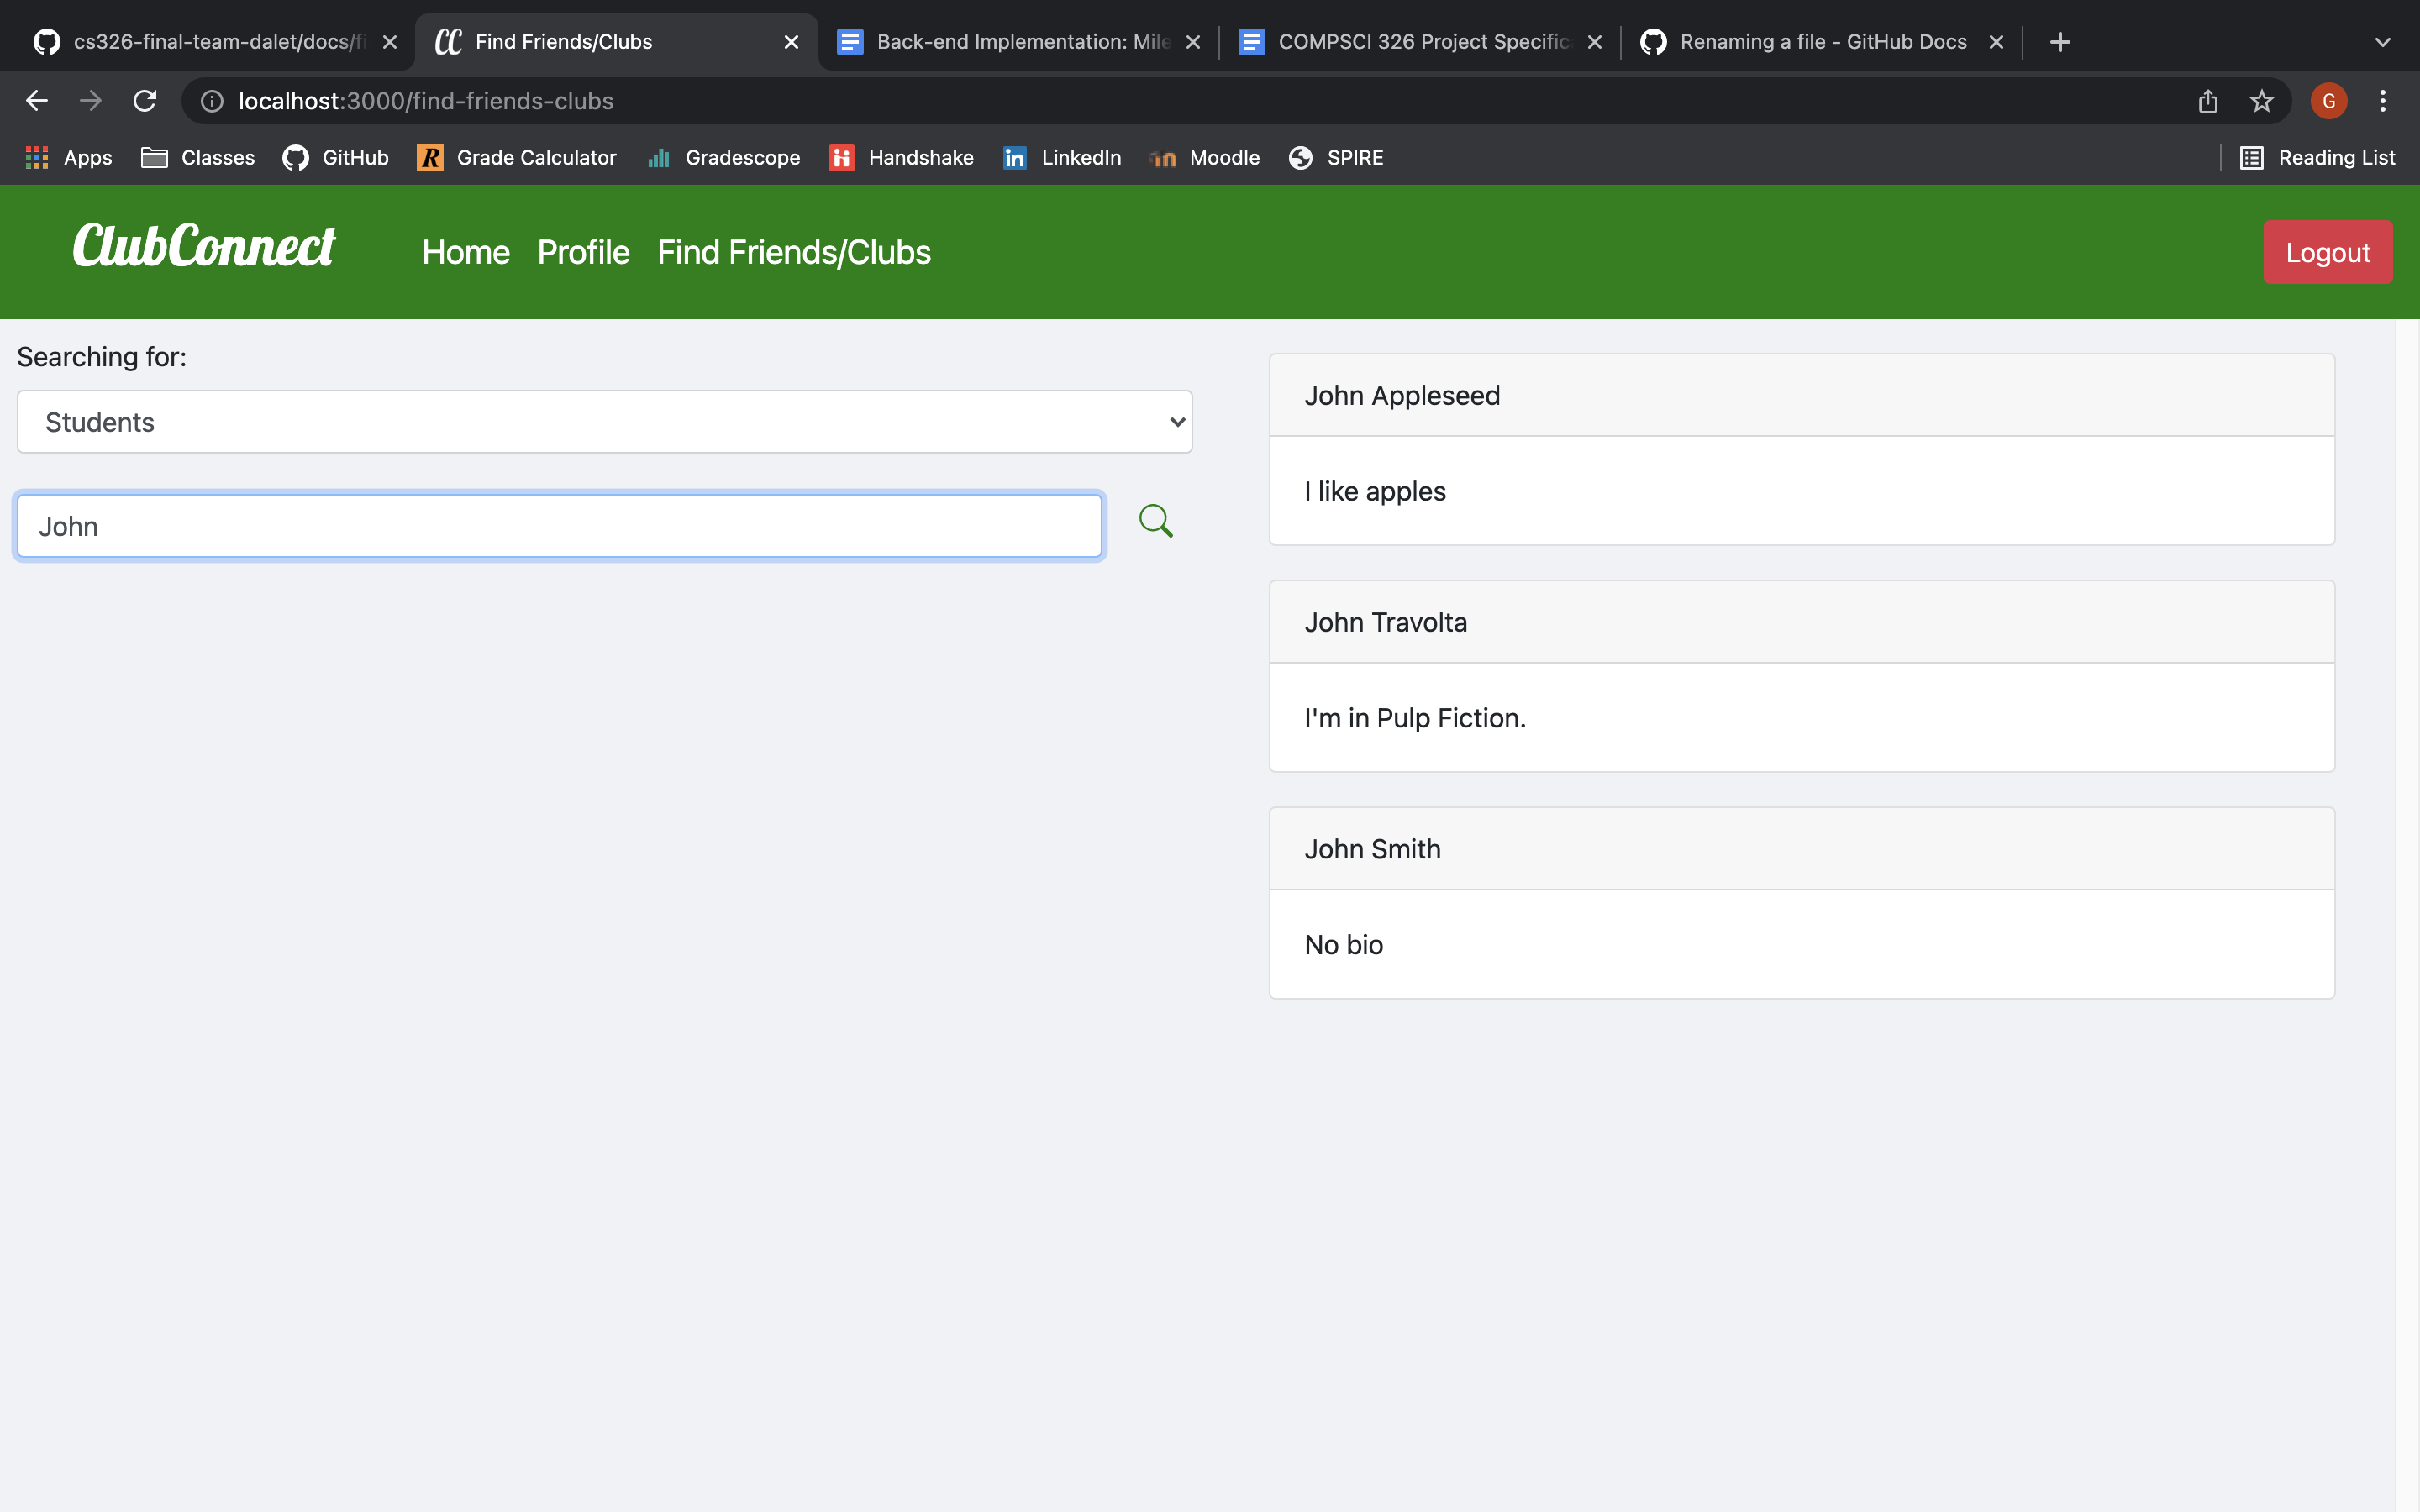 cs326-final-team-dalet/docs/fi
CC Find Friends/Clubs
Back-end Implementation: Mile
COMPSCI 326 Project Specific
Renaming a file - GitHub Docs
localhost:3000/find-friends-clubs
G
Apps Classes GitHub R Grade Calculator Gradescope Handshake in LinkedIn Moodle SPIRE Reading List
ClubConnect Home Profile Find Friends/Clubs Logout
Searching for:
Students
John
John Appleseed
I like apples
John Travolta
I'm in Pulp Fiction.
John Smith
No bio